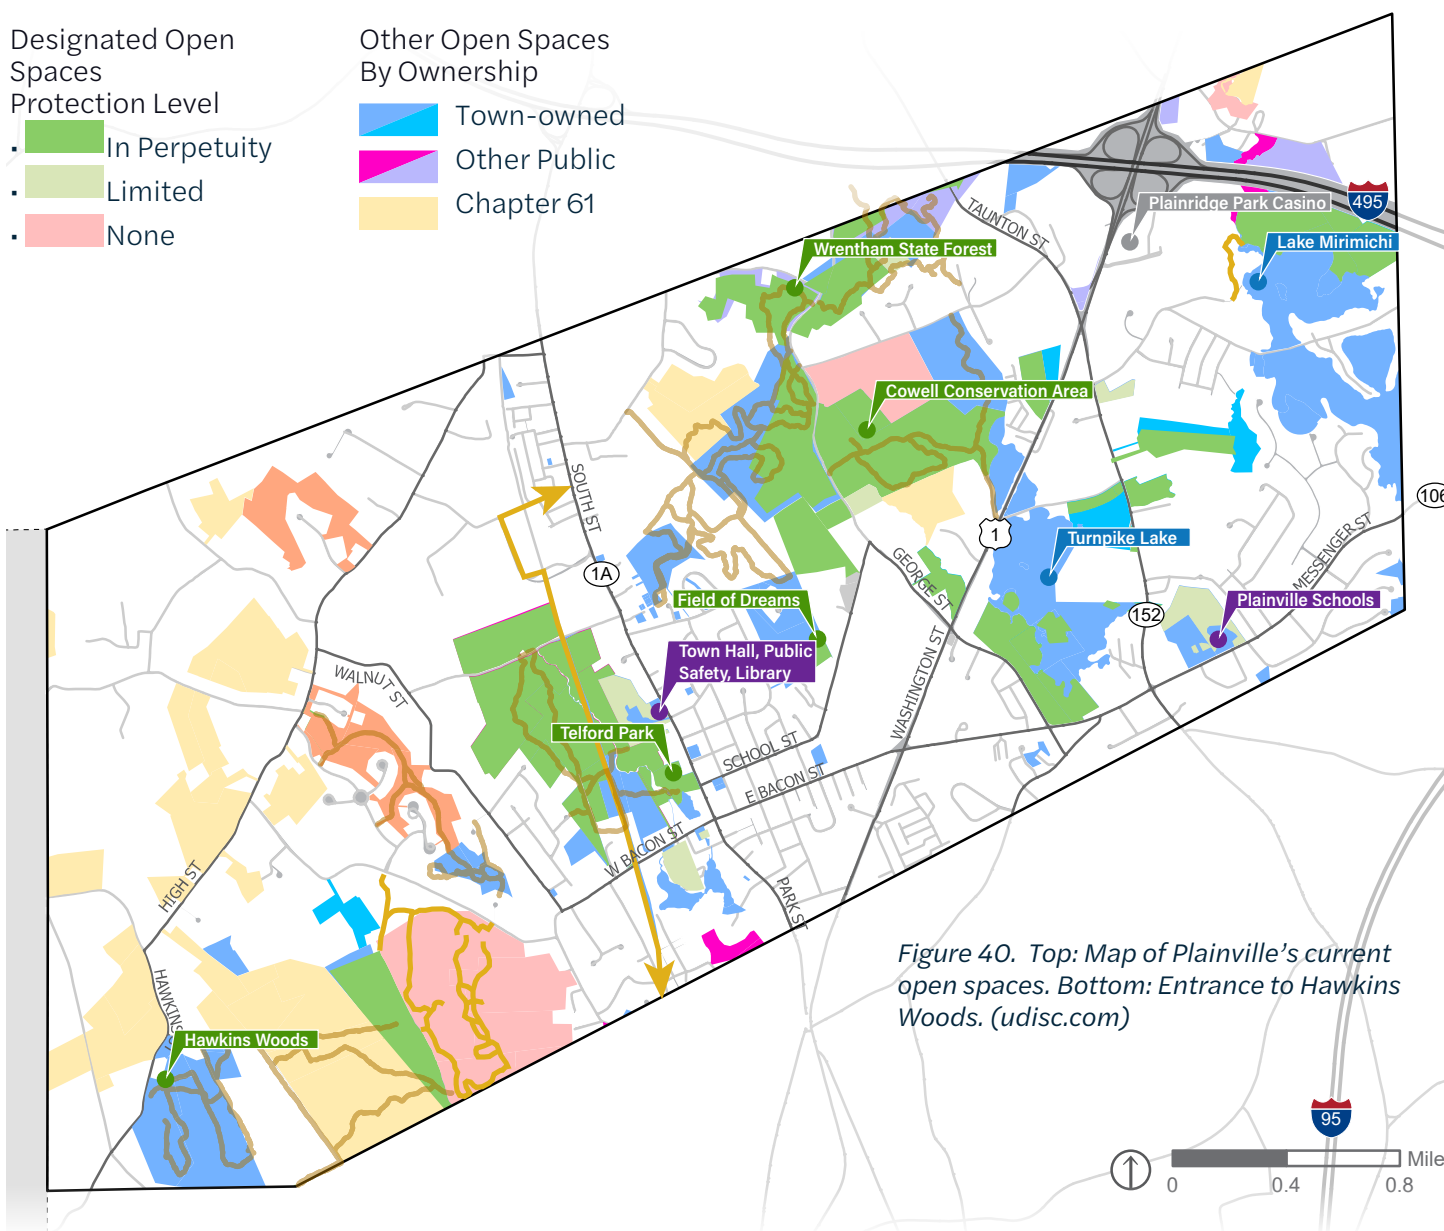 Designated Open
Spaces
Protection Level
In Perpetuity
Limited
None
Other Open Spaces
By Ownership
Town-owned
Other Public
Chapter 61
495
Plainridge Park Casino
TAUNTON ST
Wrentham State Forest
Lake Mirimichi
Cowell Conservation Area
SOUTH ST
106
1
Turnpike Lake
MESSENGER ST
1A
GEORGE ST
Field of Dreams
Plainville Schools
152
Town Hall, Public
Safety, Library
WALNUT ST
WASHINGTON ST
Telford Park
SCHOOL ST
E BACON ST
W BACON ST
HIGH ST
PARK ST
Figure 40. Top: Map of Plainville's current
open spaces. Bottom: Entrance to Hawkins
Woods. (udisc.com)
HAWKINS
Hawkins Woods
95
Mile
0 0.4 0.8